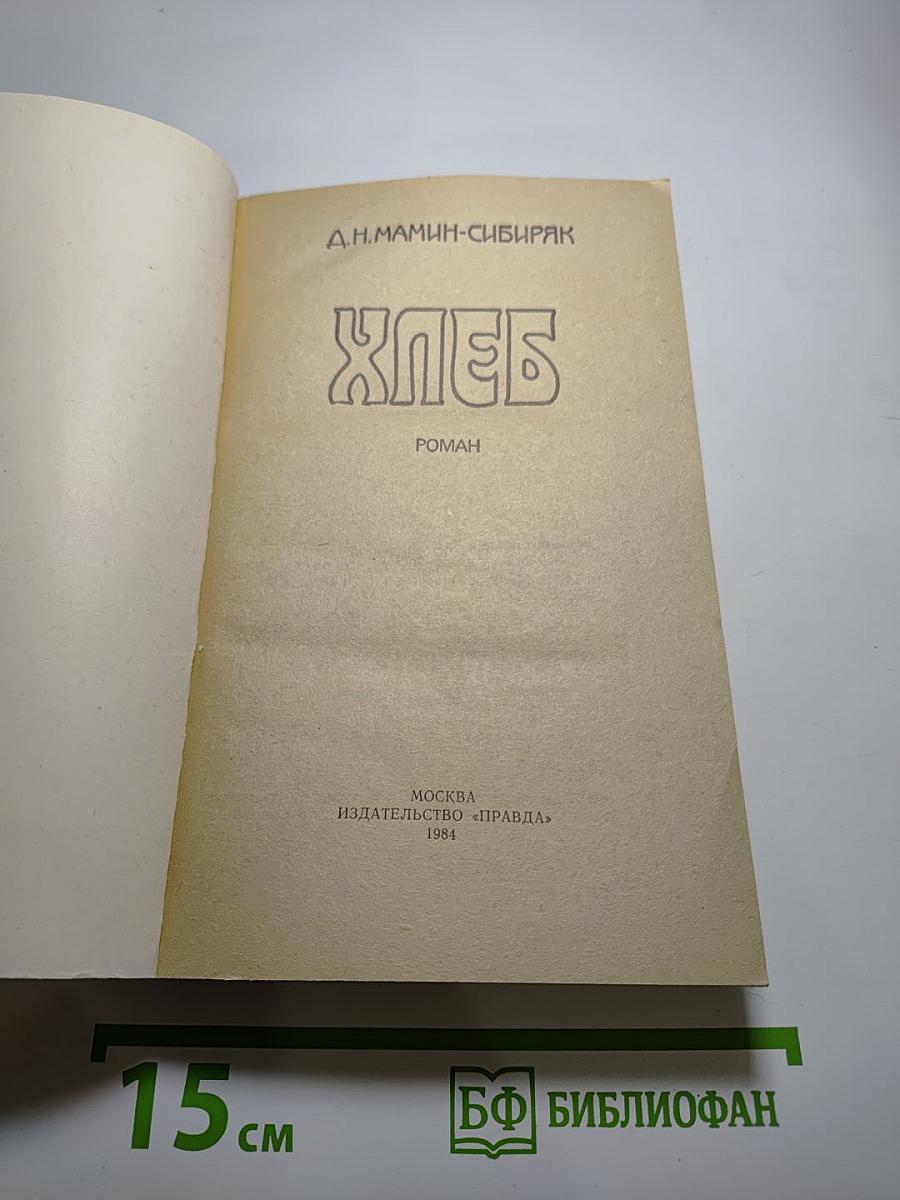 Д.Н.МАМИН-СИБИРЯК
ХЛЕБ
РОМАН
МОСКВА
ИЗДАТЕЛЬСТВО «ПРАВДА»
1984
15 см
БФ БИБЛИОФАН